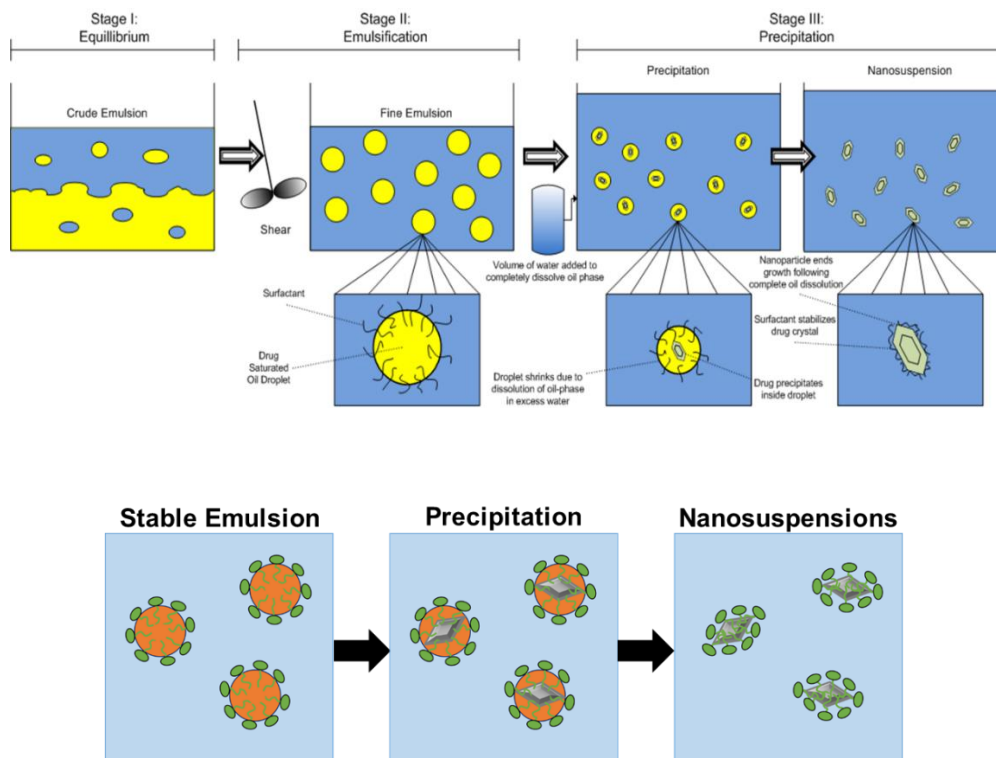 Stage I:
Equillibrium
Stage II:
Emulsification
Stage III:
Precipitation
Crude Emulsion
Fine Emulsion
Precipitation
Nanosuspension
Shear
Volume of water added to
completely dissolve oil phase
Nanoparticle ends
growth following
complete oil dissolution
Surfactant
Surfactant stabilizes
drug crystal
Drug
Saturated
Oil Droplet
Droplet shrinks due to
dissolution of oil-phase
in excess water
Drug precipitates
inside droplet
Stable Emulsion
Precipitation
Nanosuspensions